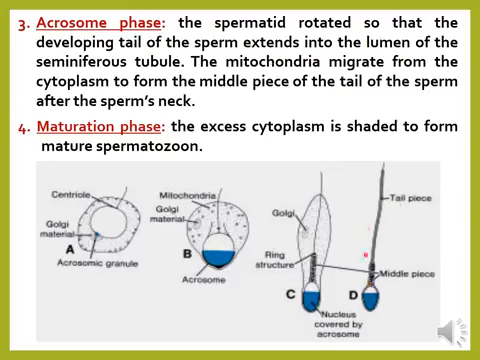 3. Acrosome phase: the spermatid rotated so that the
developing tail of the sperm extends into the lumen of the
seminiferous tubule. The mitochondria migrate from the
cytoplasm to form the middle piece of the tail of the sperm
after the sperm's neck.
4. Maturation phase: the excess cytoplasm is shaded to form
mature spermatozoon.
Centriole
Golgi
material
A
Acrosomic granule
Mitochondria
Golgi
material
B
Acrosome
Golgi
Ring
structure
C
Nucleus
covered by
acrosome
Tail piece
Middle piece
D